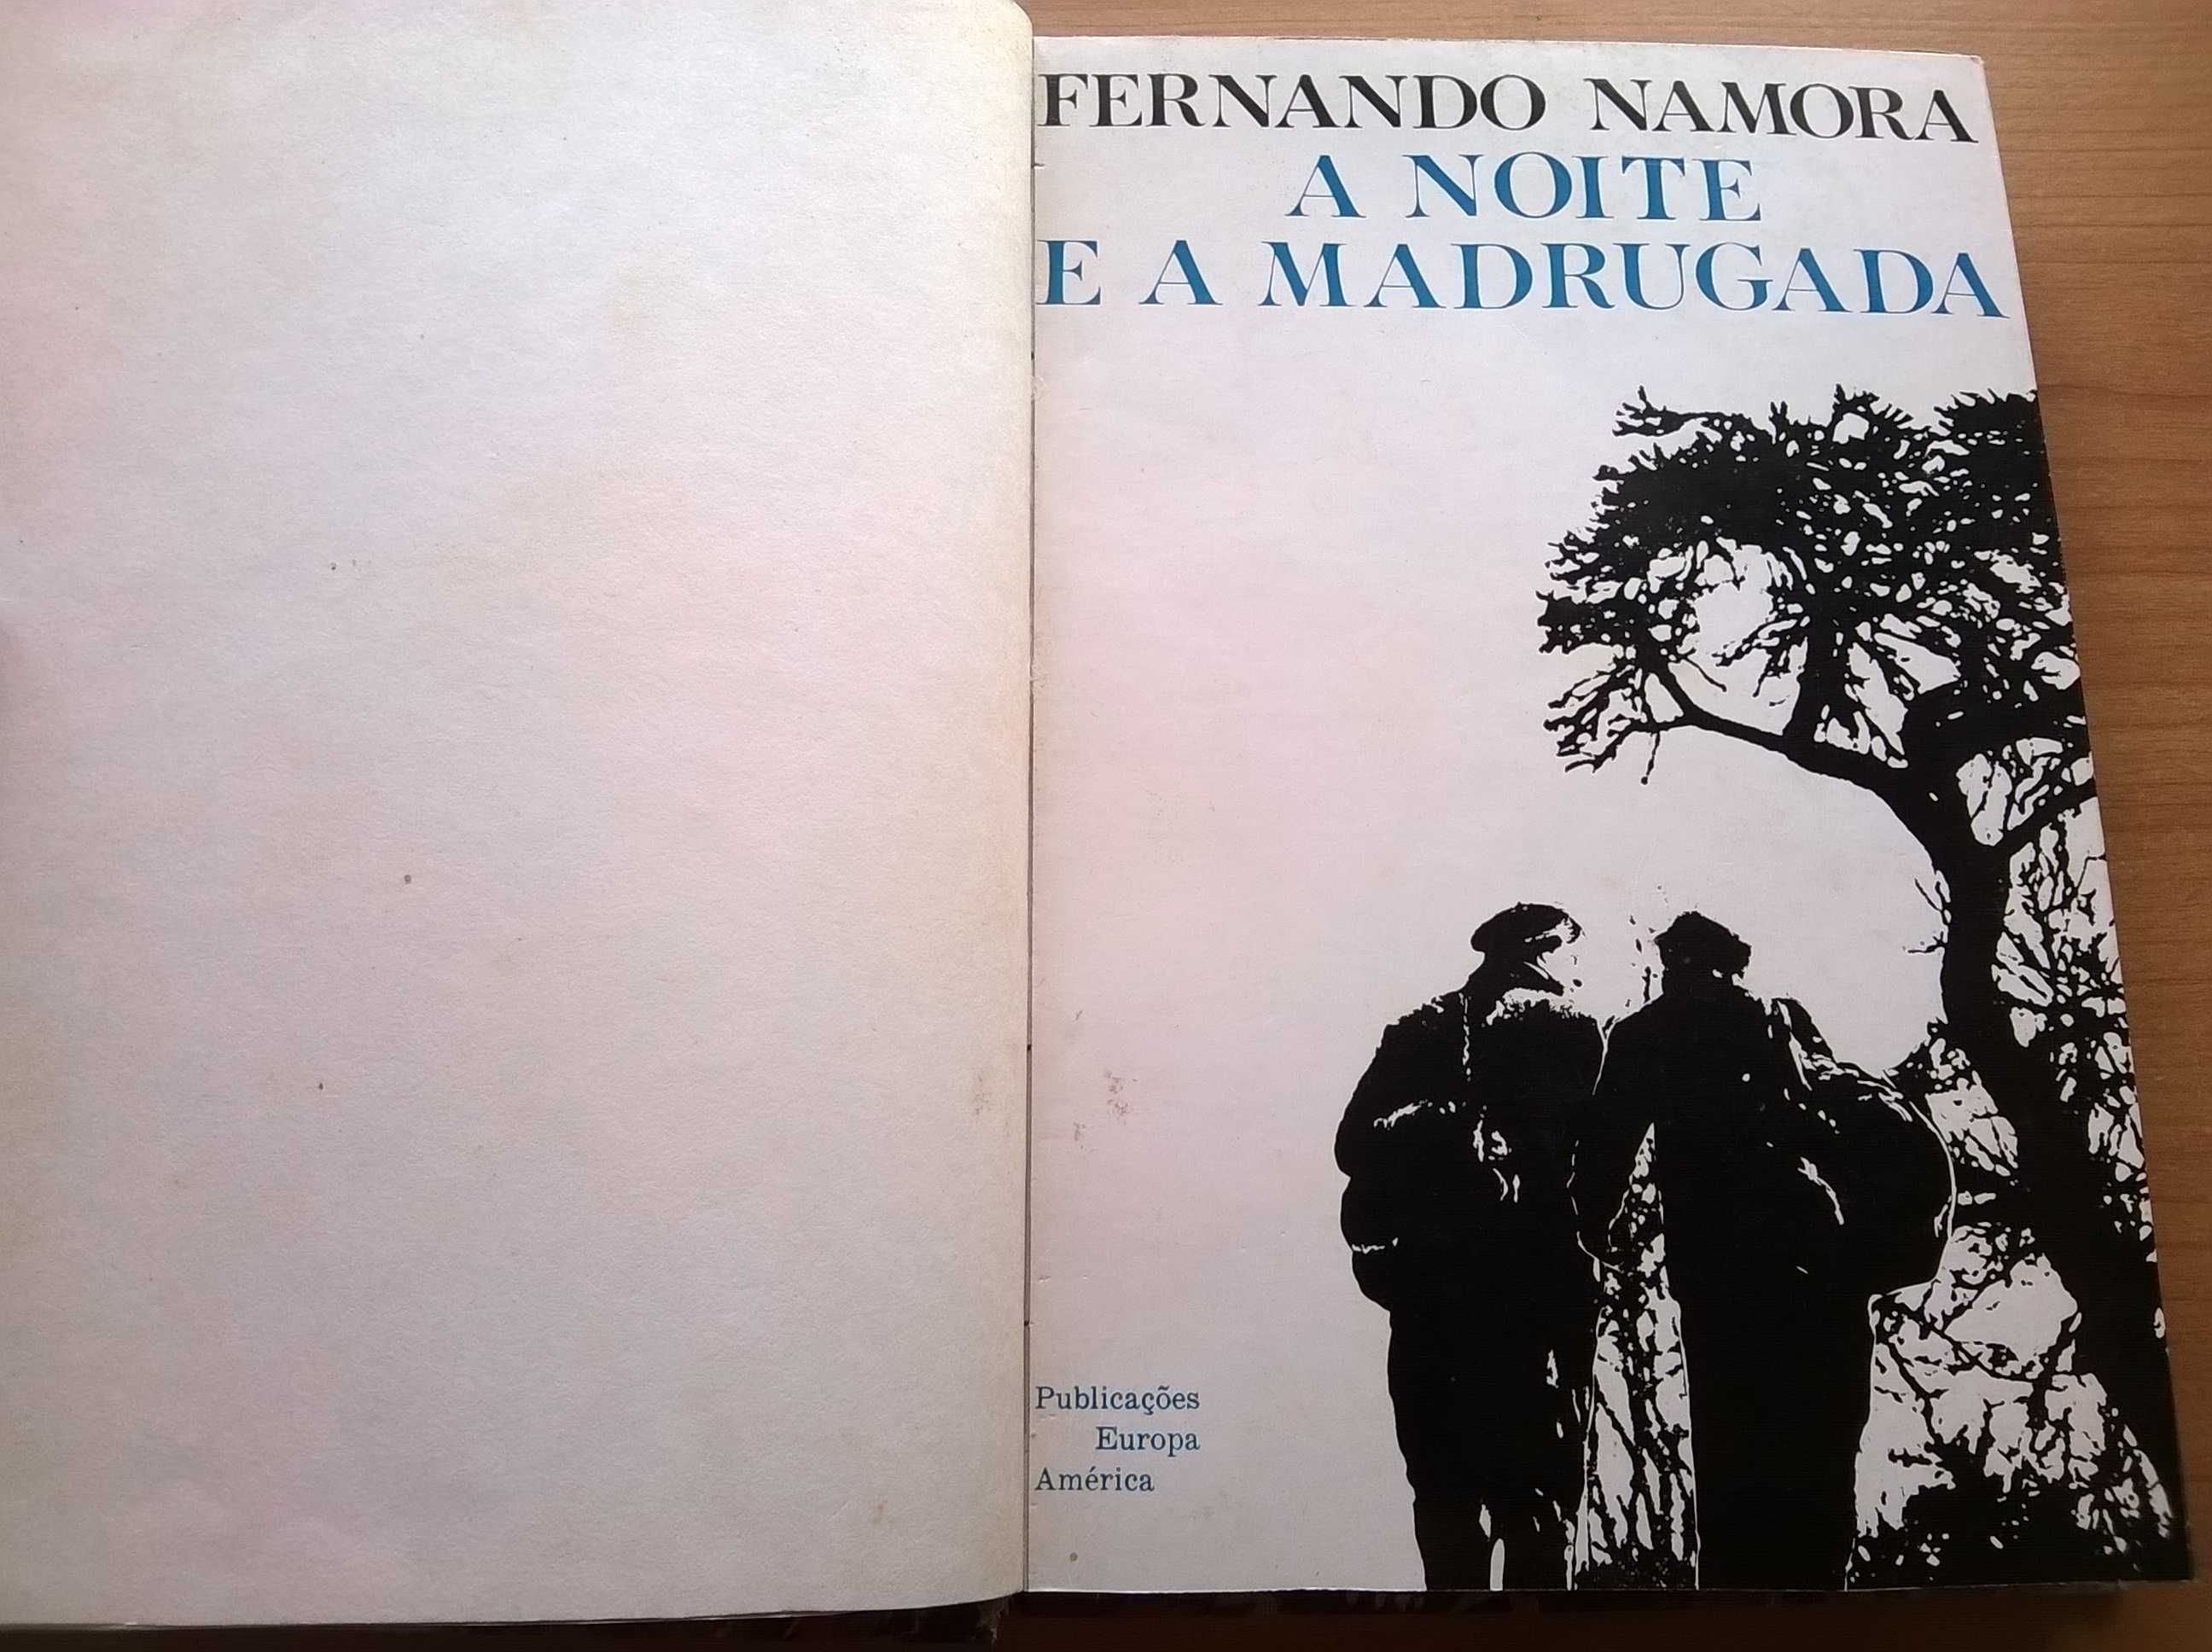 FERNANDO NAMORA
A NOITE
E A MADRUGADA
Publicações
Europa
América